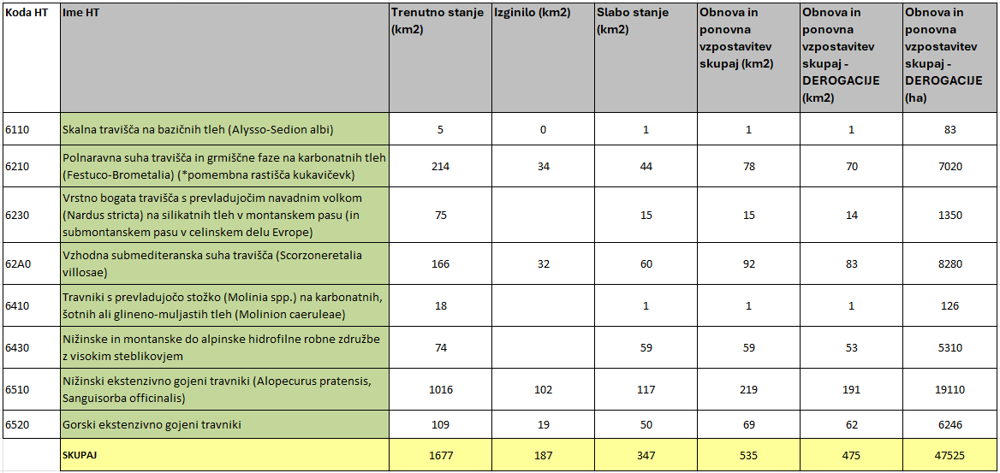 Koda HT Ime HT Trenutno stanje (km2) Izginilo (km2) Slabo stanje (km2) Obnova in ponovna vzpostavitev skupaj (km2) Obnova in ponovna vzpostavitev skupaj - DEROGACIJE (km2) Obnova in ponovna vzpostavitev skupaj - DEROGACIJE (ha)
6110 Skalna travišča na bazičnih tleh (Alysso-Sedion albi) 5 0 1 1 1 83
6210 Polnaravna suha travišča in grmiščne faze na karbonatnih tleh
(Festuco-Brometalia) (*pomembna rastišča kukavičevk) 214 34 44 78 70 7020
Vrstno bogata travišča s prevladujočim navadnim volkom
6230 (Nardus stricta) na silikatnih tleh v montanskem pasu (in 75 15 15 14 1350
submontanskem pasu v celinskem delu Evrope)
62A0 Vzhodna submediteranska suha travišča (Scorzoneretalia
villosae) 166 32 60 92 83 8280
6410 Travniki s prevladujočo stožko (Molinia spp.) na karbonatnih,
šotnih ali glineno-muljastih tleh (Molinion caeruleae) 18 1 1 1 126
6430 Nižinske in montanske do alpinske hidrofilne robne združbe
z visokim steblikovjem 74 59 59 53 5310
6510 Nižinski ekstenzivno gojeni travniki (Alopecurus pratensis,
Sanguisorba officinalis) 1016 102 117 219 191 19110
6520 Gorski ekstenzivno gojeni travniki 109 19 50 69 62 6246
SKUPAJ 1677 187 347 535 475 47525